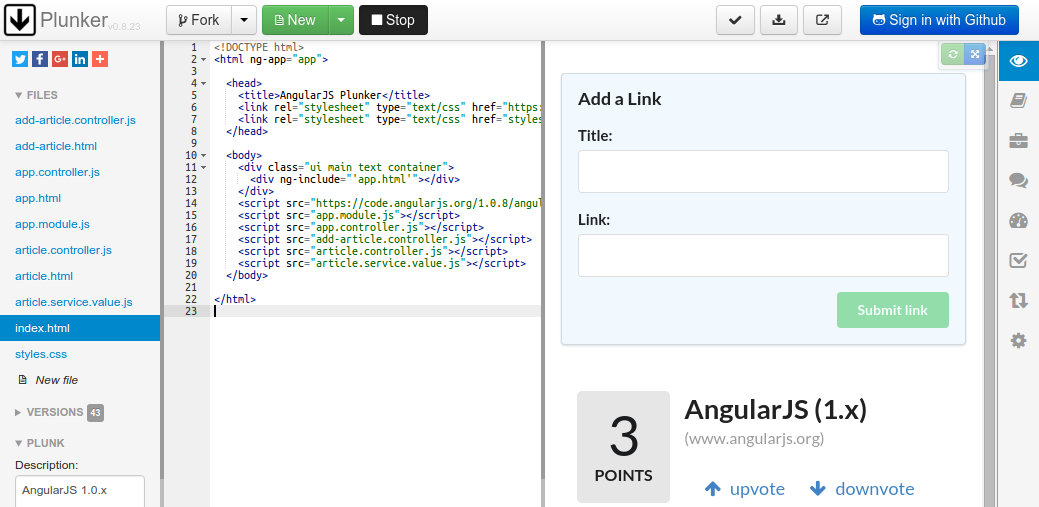 Plunker v0.8.23
Fork
New
Stop
Sign in with Github
FILES
add-article.controller.js
add-article.html
app.controller.js
app.html
app.module.js
article.controller.js
article.html
article.service.value.js
index.html
styles.css
New file
VERSIONS 43
PLUNK
Description:
AngularJS 1.0.x
1 <!DOCTYPE html>
2 <html ng-app="app">
3
4 <head>
5 <title>AngularJS Plunker</title>
6 <link rel="stylesheet" type="text/css" href="https:
7 <link rel="stylesheet" type="text/css" href="styles
8 </head>
9
10 <body>
11 <div class="ui main text container">
12 <div ng-include="'app.html'"></div>
13 </div>
14 <script src="https://code.angularjs.org/1.0.8/angul
15 <script src="app.module.js"></script>
16 <script src="app.controller.js"></script>
17 <script src="add-article.controller.js"></script>
18 <script src="article.controller.js"></script>
19 <script src="article.service.value.js"></script>
20 </body>
21
22 </html>
23
Add a Link
Title:
Link:
Submit link
3
POINTS
AngularJS (1.x)
(www.angularjs.org)
upvote downvote